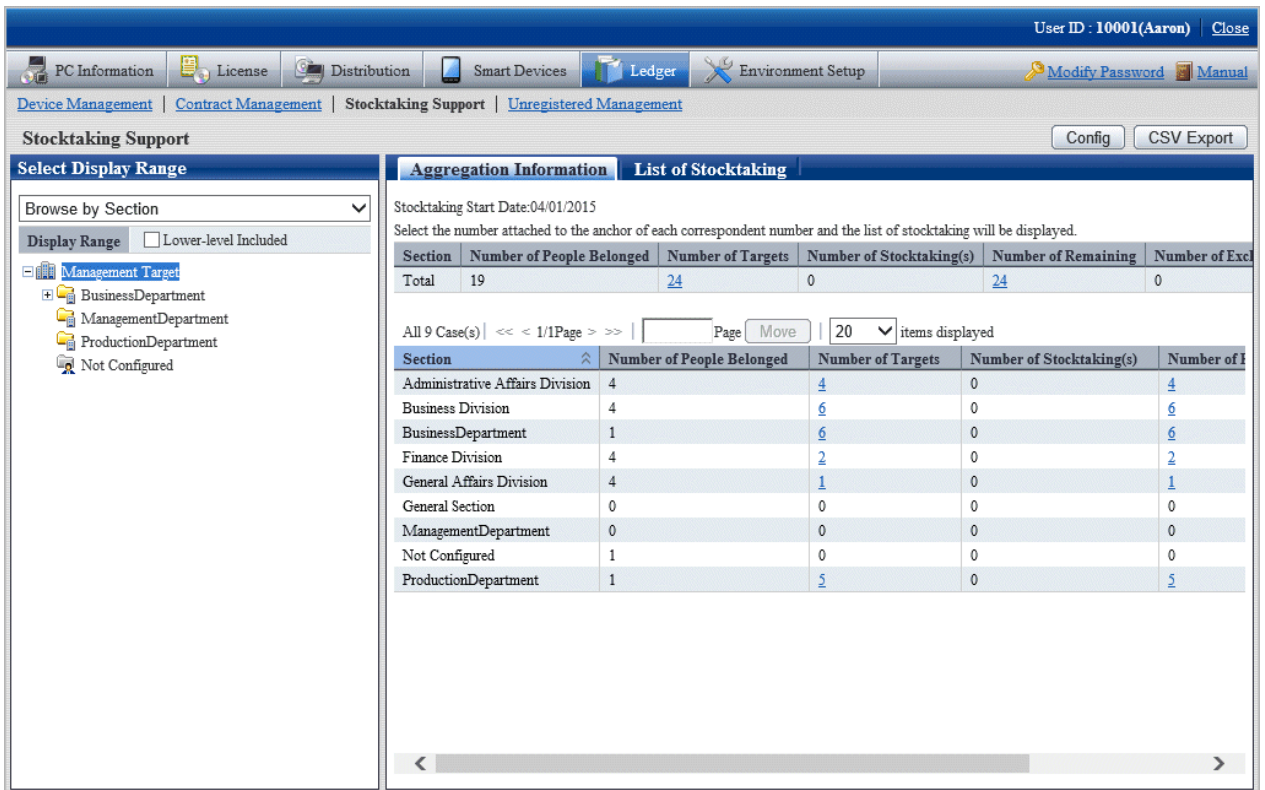 User ID : 10001(Aaron) Close
PC Information License Distribution Smart Devices Ledger Environment Setup Modify Password Manual
Device Management | Contract Management | Stocktaking Support | Unregistered Management
Stocktaking Support Config CSV Export
Select Display Range
Browse by Section
Display Range Lower-level Included
Management Target
BusinessDepartment
ManagementDepartment
ProductionDepartment
Not Configured
Aggregation Information List of Stocktaking
Stocktaking Start Date:04/01/2015
Select the number attached to the anchor of each correspondent number and the list of stocktaking will be displayed.
Section Number of People Belonged Number of Targets Number of Stocktaking(s) Number of Remaining Number of Excl
Total 19 24 0 24 0
All 9 Case(s) | << < 1/1Page > >> | Page Move | 20 items displayed
Section Number of People Belonged Number of Targets Number of Stocktaking(s) Number of
Administrative Affairs Division 4 4 0 4
Business Division 4 6 0 6
BusinessDepartment 1 6 0 6
Finance Division 4 2 0 2
General Affairs Division 4 1 0 1
General Section 0 0 0 0
ManagementDepartment 0 0 0 0
Not Configured 1 0 0 0
ProductionDepartment 1 5 0 5